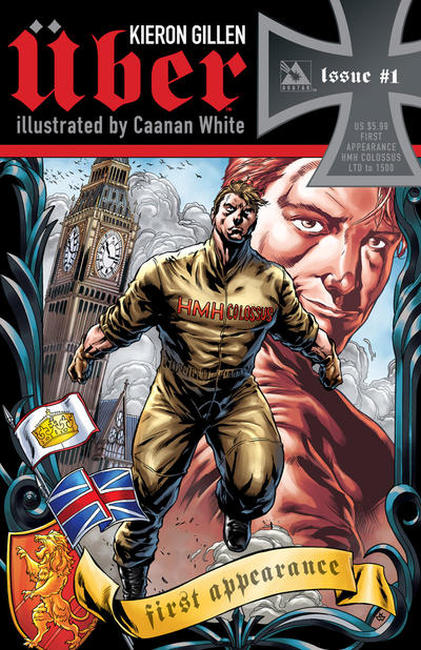 KIERON GILLEN
Über
TM
illustrated by Caanan White
AVATAR
Issue #1
US $5.99
FIRST
APPEARANCE
HMH COLOSSUS
LTD to 1500
HMH COLOSSUS
first appearance